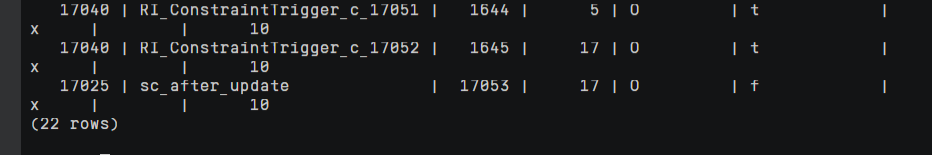 17040 | RI_ConstraintTrigger_c_17051 | 1644 | 5 | O | t |
x | | 10
17040 | RI_ConstraintTrigger_c_17052 | 1645 | 17 | O | t |
x | | 10
17025 | sc_after_update | 17053 | 17 | O | f |
x | | 10
(22 rows)